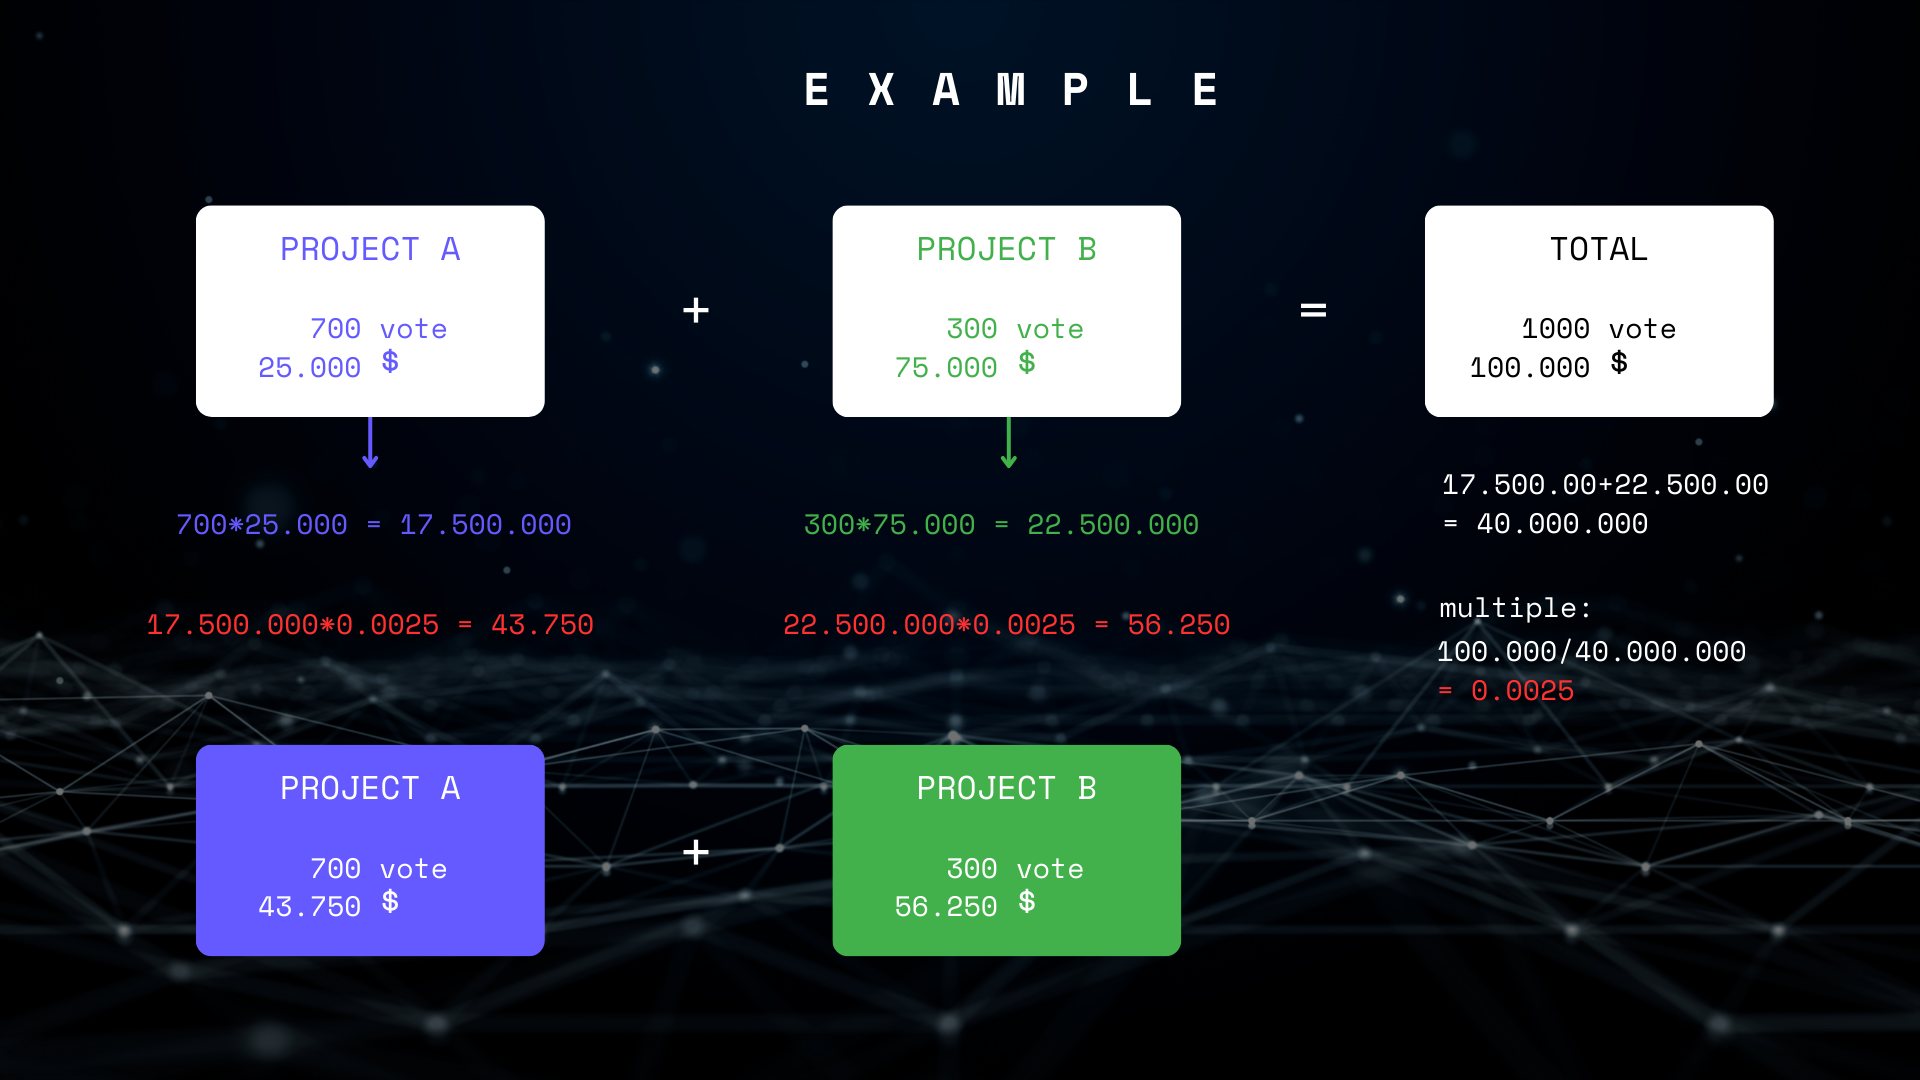 E X A M P L E
PROJECT A
700 vote
25.000 $
+
PROJECT B
300 vote
75.000 $
=
TOTAL
1000 vote
100.000 $
700*25.000 = 17.500.000
300*75.000 = 22.500.000
17.500.00+22.500.00
= 40.000.000
17.500.000*0.0025 = 43.750
22.500.000*0.0025 = 56.250
multiple:
100.000/40.000.000
= 0.0025
PROJECT A
700 vote
43.750 $
+
PROJECT B
300 vote
56.250 $